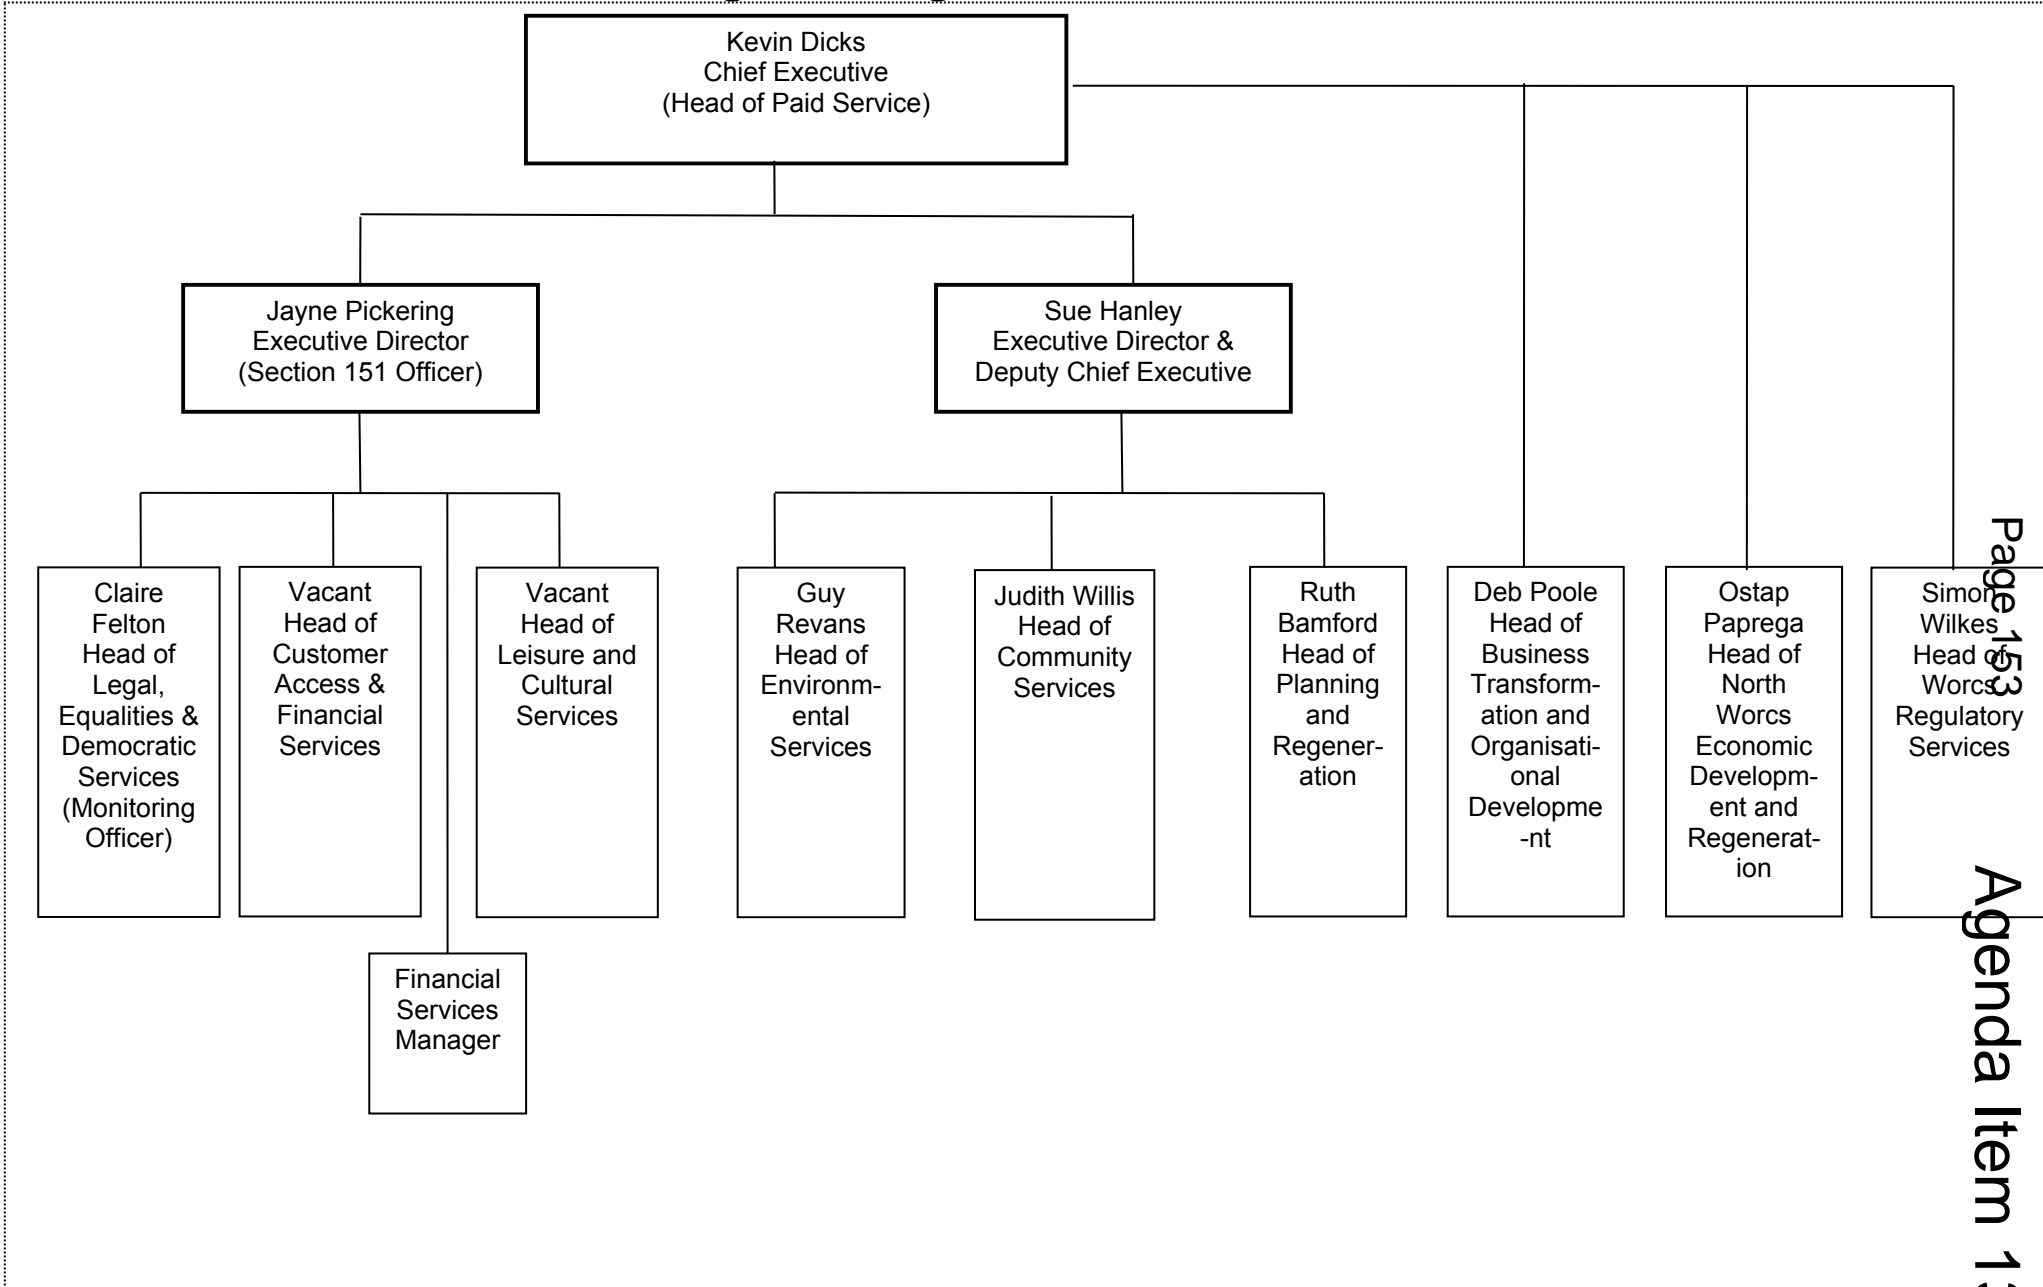 Kevin Dicks
Chief Executive
(Head of Paid Service)
Jayne Pickering
Executive Director
(Section 151 Officer)
Sue Hanley
Executive Director &
Deputy Chief Executive
Claire
Felton
Head of
Legal,
Equalities &
Democratic
Services
(Monitoring
Officer)
Vacant
Head of
Customer
Access &
Financial
Services
Vacant
Head of
Leisure and
Cultural
Services
Guy
Revans
Head of
Environm-
ental
Services
Judith Willis
Head of
Community
Services
Ruth
Bamford
Head of
Planning
and
Regener-
ation
Deb Poole
Head of
Business
Transform-
ation and
Organisati-
onal
Developme
-nt
Ostap
Paprega
Head of
North
Worcs
Economic
Developm-
ent and
Regenerat-
ion
Simon
Wilkes
Head of
Worcs
Regulatory
Services
Financial
Services
Manager
Page 153
Agenda Item